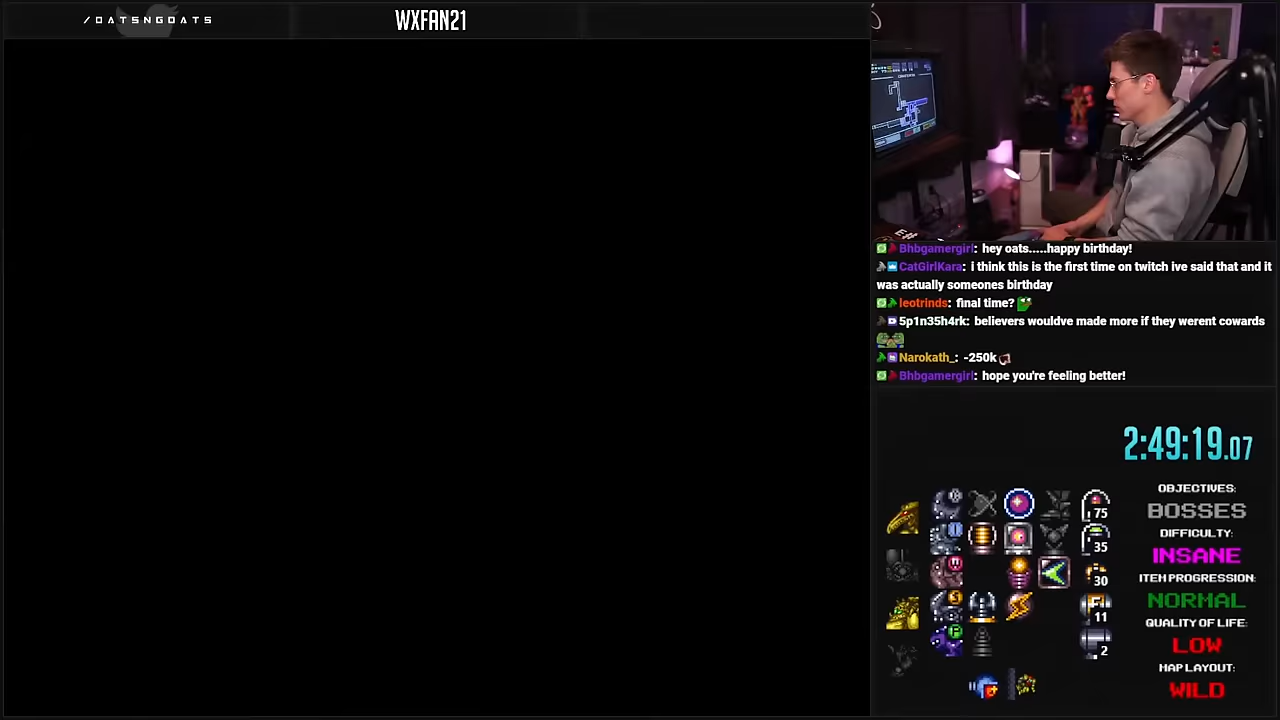 /OATSNGOATS
WXFAN21
Bhbgamergirl: hey oats.....happy birthday!
CatGirlKara: i think this is the first time on twitch ive said that and it
was actually someones birthday
leotrinds: final time?
5p1n35h4rk: believers wouldve made more if they werent cowards
Narokath_: -250k
Bhbgamergirl: hope you're feeling better!
2:49:19.07
OBJECTIVES:
BOSSES
DIFFICULTY:
INSANE
ITEM PROGRESSION:
NORMAL
QUALITY OF LIFE:
LOW
MAP LAYOUT:
WILD
75
35
30
11
2